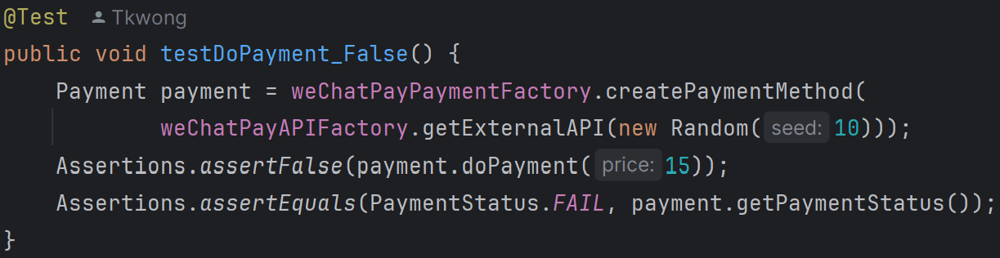 @Test Tkwong
public void testDoPayment_False() {
    Payment payment = weChatPayPaymentFactory.createPaymentMethod(
            weChatPayAPIFactory.getExternalAPI(new Random( seed: 10)));
    Assertions.assertFalse(payment.doPayment( price: 15));
    Assertions.assertEquals(PaymentStatus.FAIL, payment.getPaymentStatus());
}